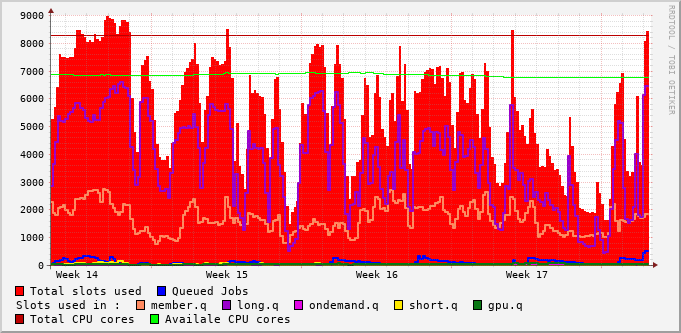 9000
8000
7000
6000
5000
4000
3000
2000
1000
0
Week 14 Week 15 Week 16 Week 17
RRDTOOL / TOBI OETIKER
Total slots used Queued Jobs
Slots used in : member.q long.q ondemand.q short.q gpu.q
Total CPU cores Availale CPU cores